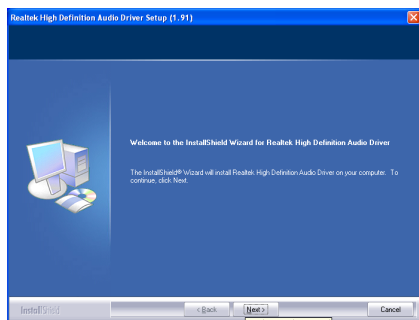 Realtek High Definition Audio Driver Setup (1.91)
Welcome to the InstallShield Wizard for Realtek High Definition Audio Driver
The InstallShield® Wizard will install Realtek High Definition Audio Driver on your computer. To
continue, click Next.
InstallShield
< Back
Next >
Cancel